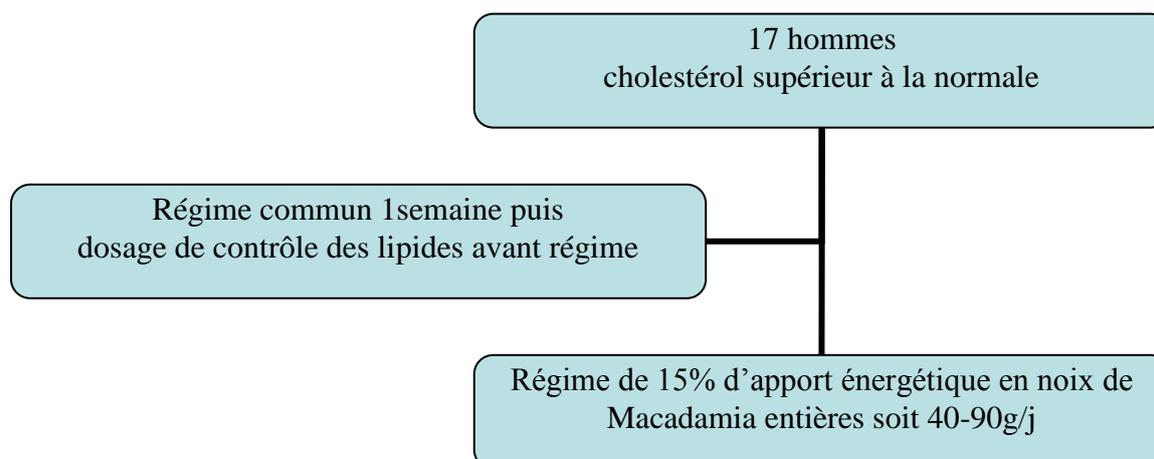 17 hommes
cholestérol supérieur à la normale
Régime commun 1semaine puis
dosage de contrôle des lipides avant régime
Régime de 15% d’apport énergétique en noix de
Macadamia entières soit 40-90g/j